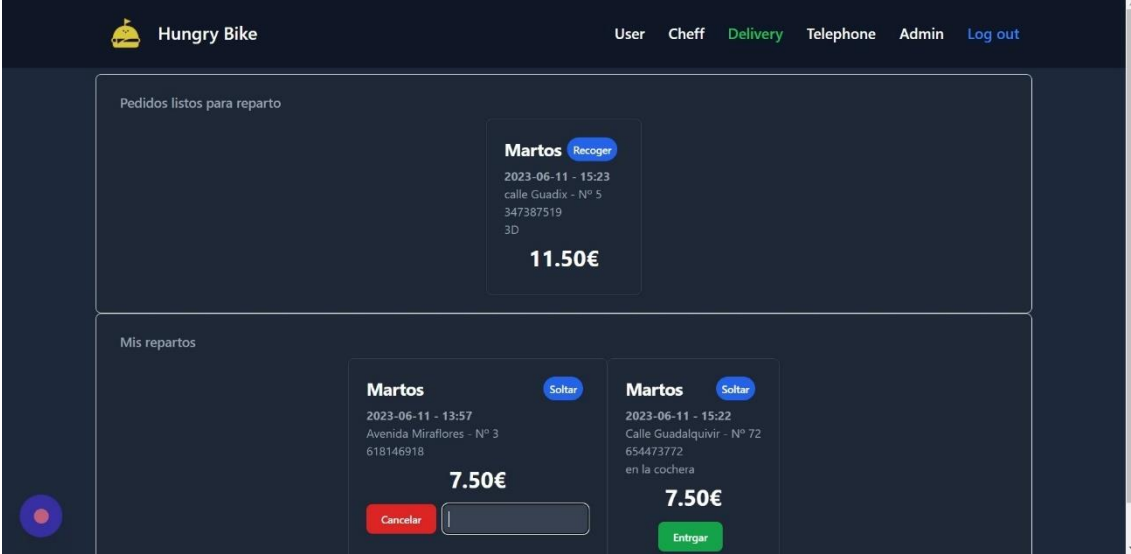 Hungry Bike
User Cheff Delivery Telephone Admin Log out
Pedidos listos para reparto
Martos Recoger
2023-06-11 - 15:23
calle Guadix - Nº 5
347387519
3D
11.50€
Mis repartos
Martos Soltar
2023-06-11 - 13:57
Avenida Miraflores - Nº 3
618146918
7.50€
Cancelar
Martos Soltar
2023-06-11 - 15:22
Calle Guadalquivir - Nº 72
654473772
en la cochera
7.50€
Entrgar